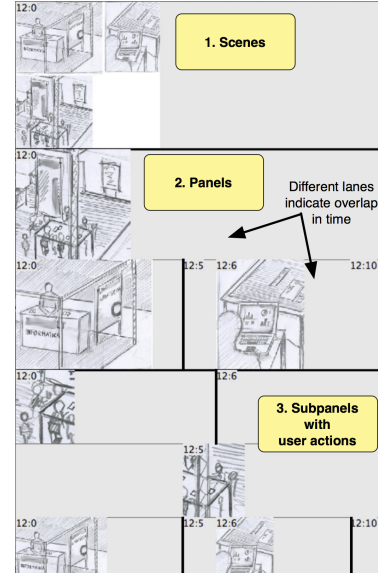 12:0
1. Scenes
12:0
2. Panels
Different lanes
indicate overlap
in time
12:0
12:5
12:6
12:10
INFORMATICA
12:0
12:6
3. Subpanels
with
user actions
12:5
12:0
12:5
12:6
12:10